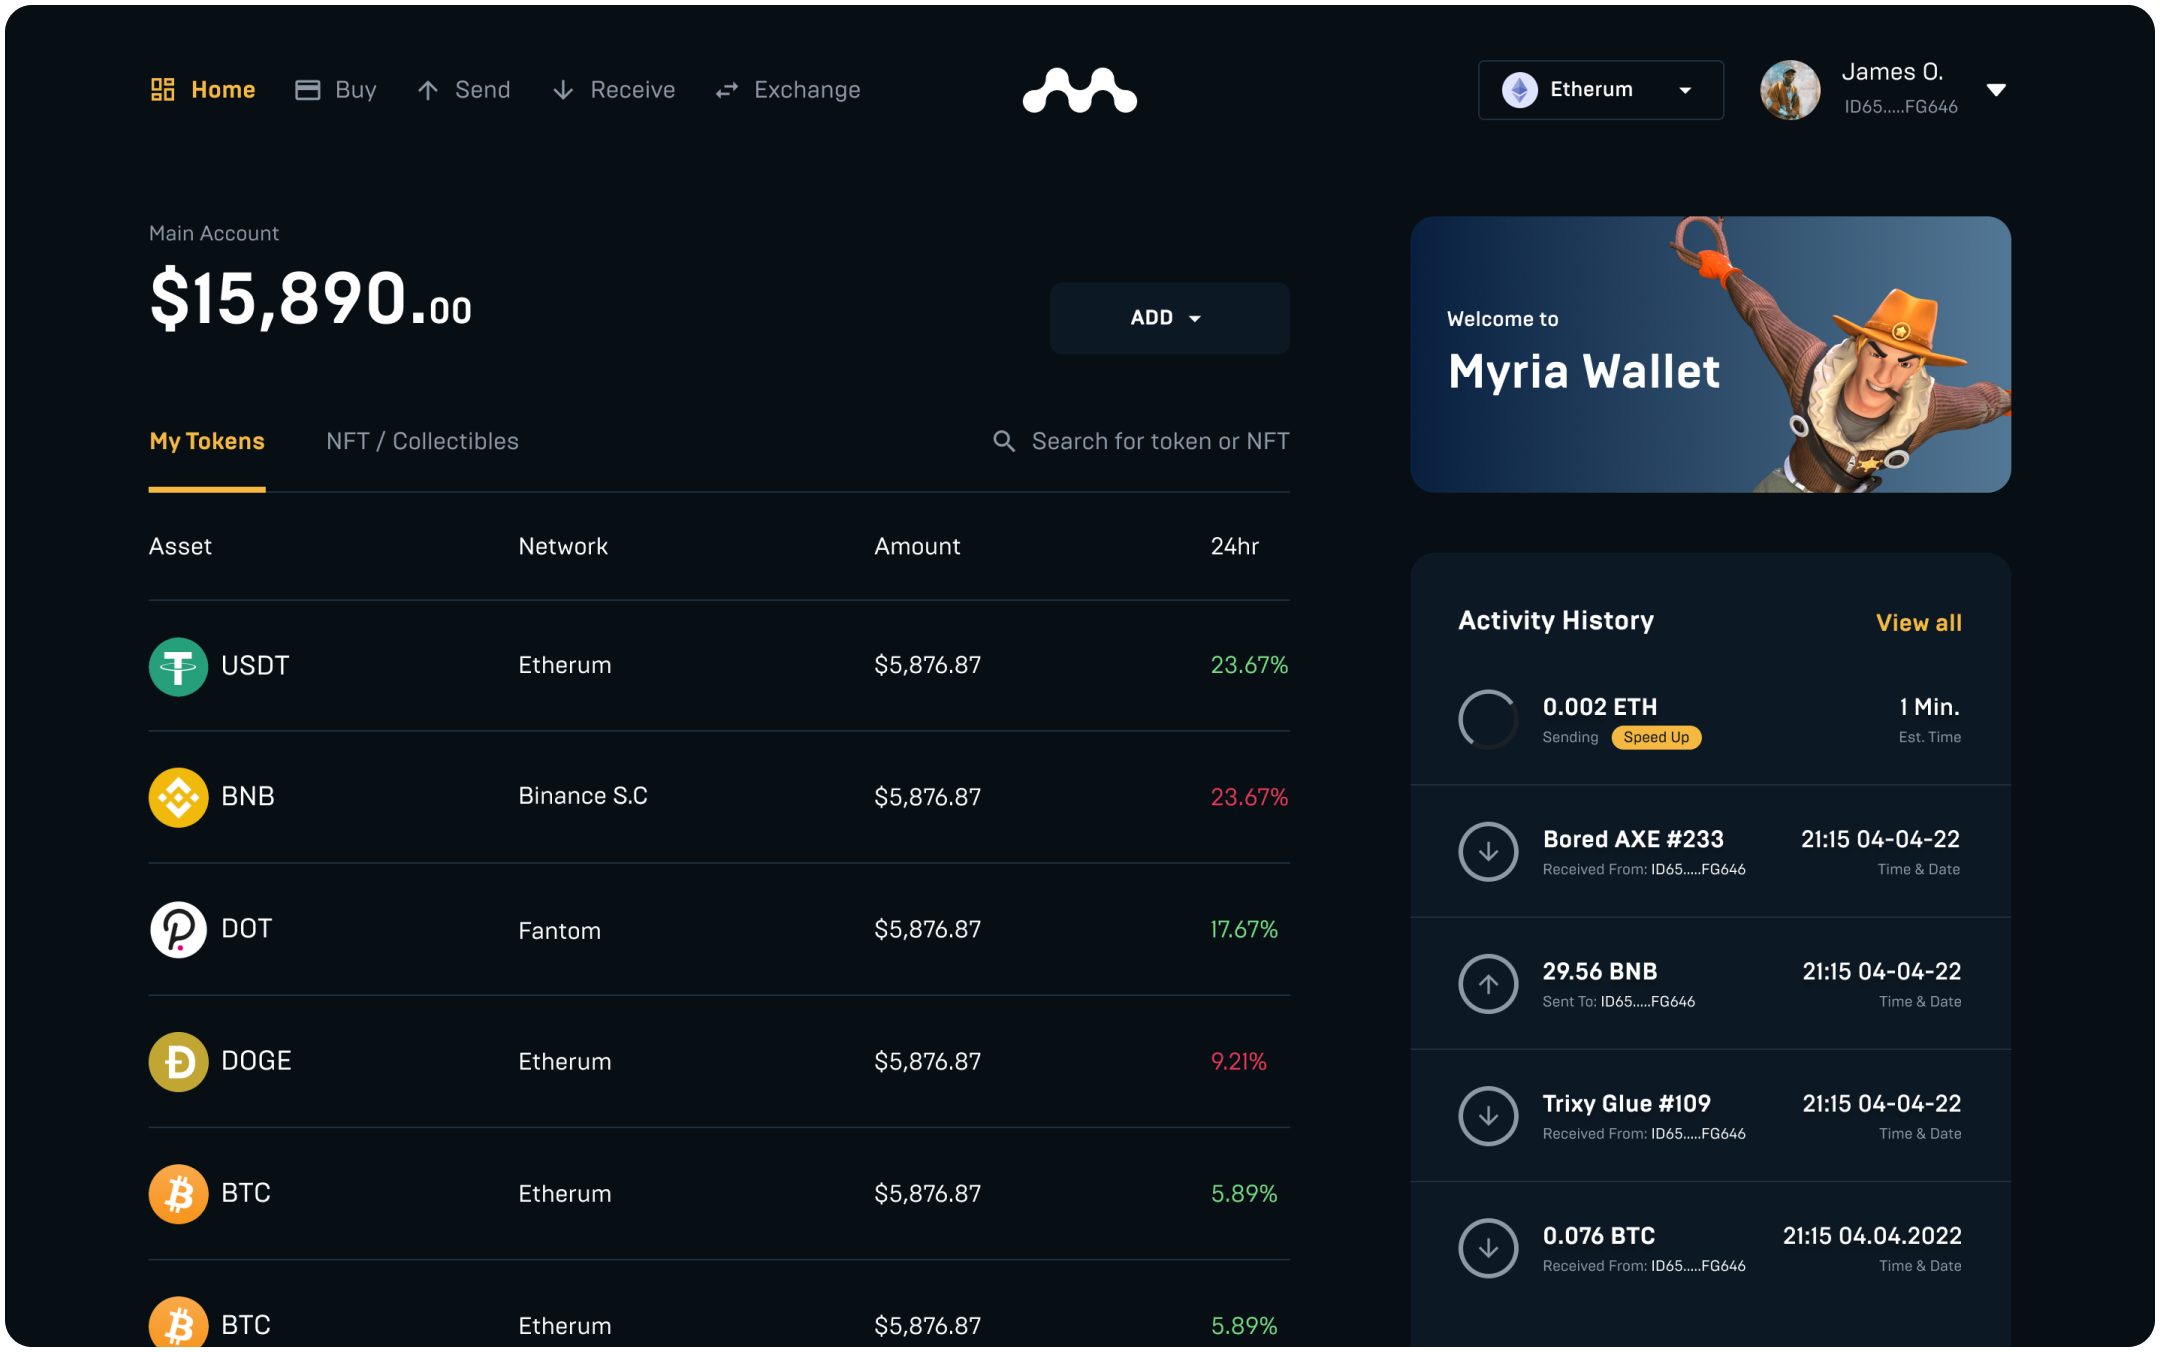 Home
Buy
Send
Receive
Exchange
Etherum
James O.
ID65.....FG646
Main Account
$15,890.00
ADD
Welcome to
Myria Wallet
My Tokens
NFT / Collectibles
Search for token or NFT
Asset Network Amount 24hr
USDT Etherum $5,876.87 23.67%
BNB Binance S.C $5,876.87 23.67%
DOT Fantom $5,876.87 17.67%
DOGE Etherum $5,876.87 9.21%
BTC Etherum $5,876.87 5.89%
BTC Etherum $5,876.87 5.89%
Activity History View all
0.002 ETH 1 Min.
Sending Speed Up Est. Time
Bored AXE #233 21:15 04-04-22
Received From: ID65.....FG646 Time & Date
29.56 BNB 21:15 04-04-22
Sent To: ID65.....FG646 Time & Date
Trixy Glue #109 21:15 04-04-22
Received From: ID65.....FG646 Time & Date
0.076 BTC 21:15 04.04.2022
Received From: ID65.....FG646 Time & Date